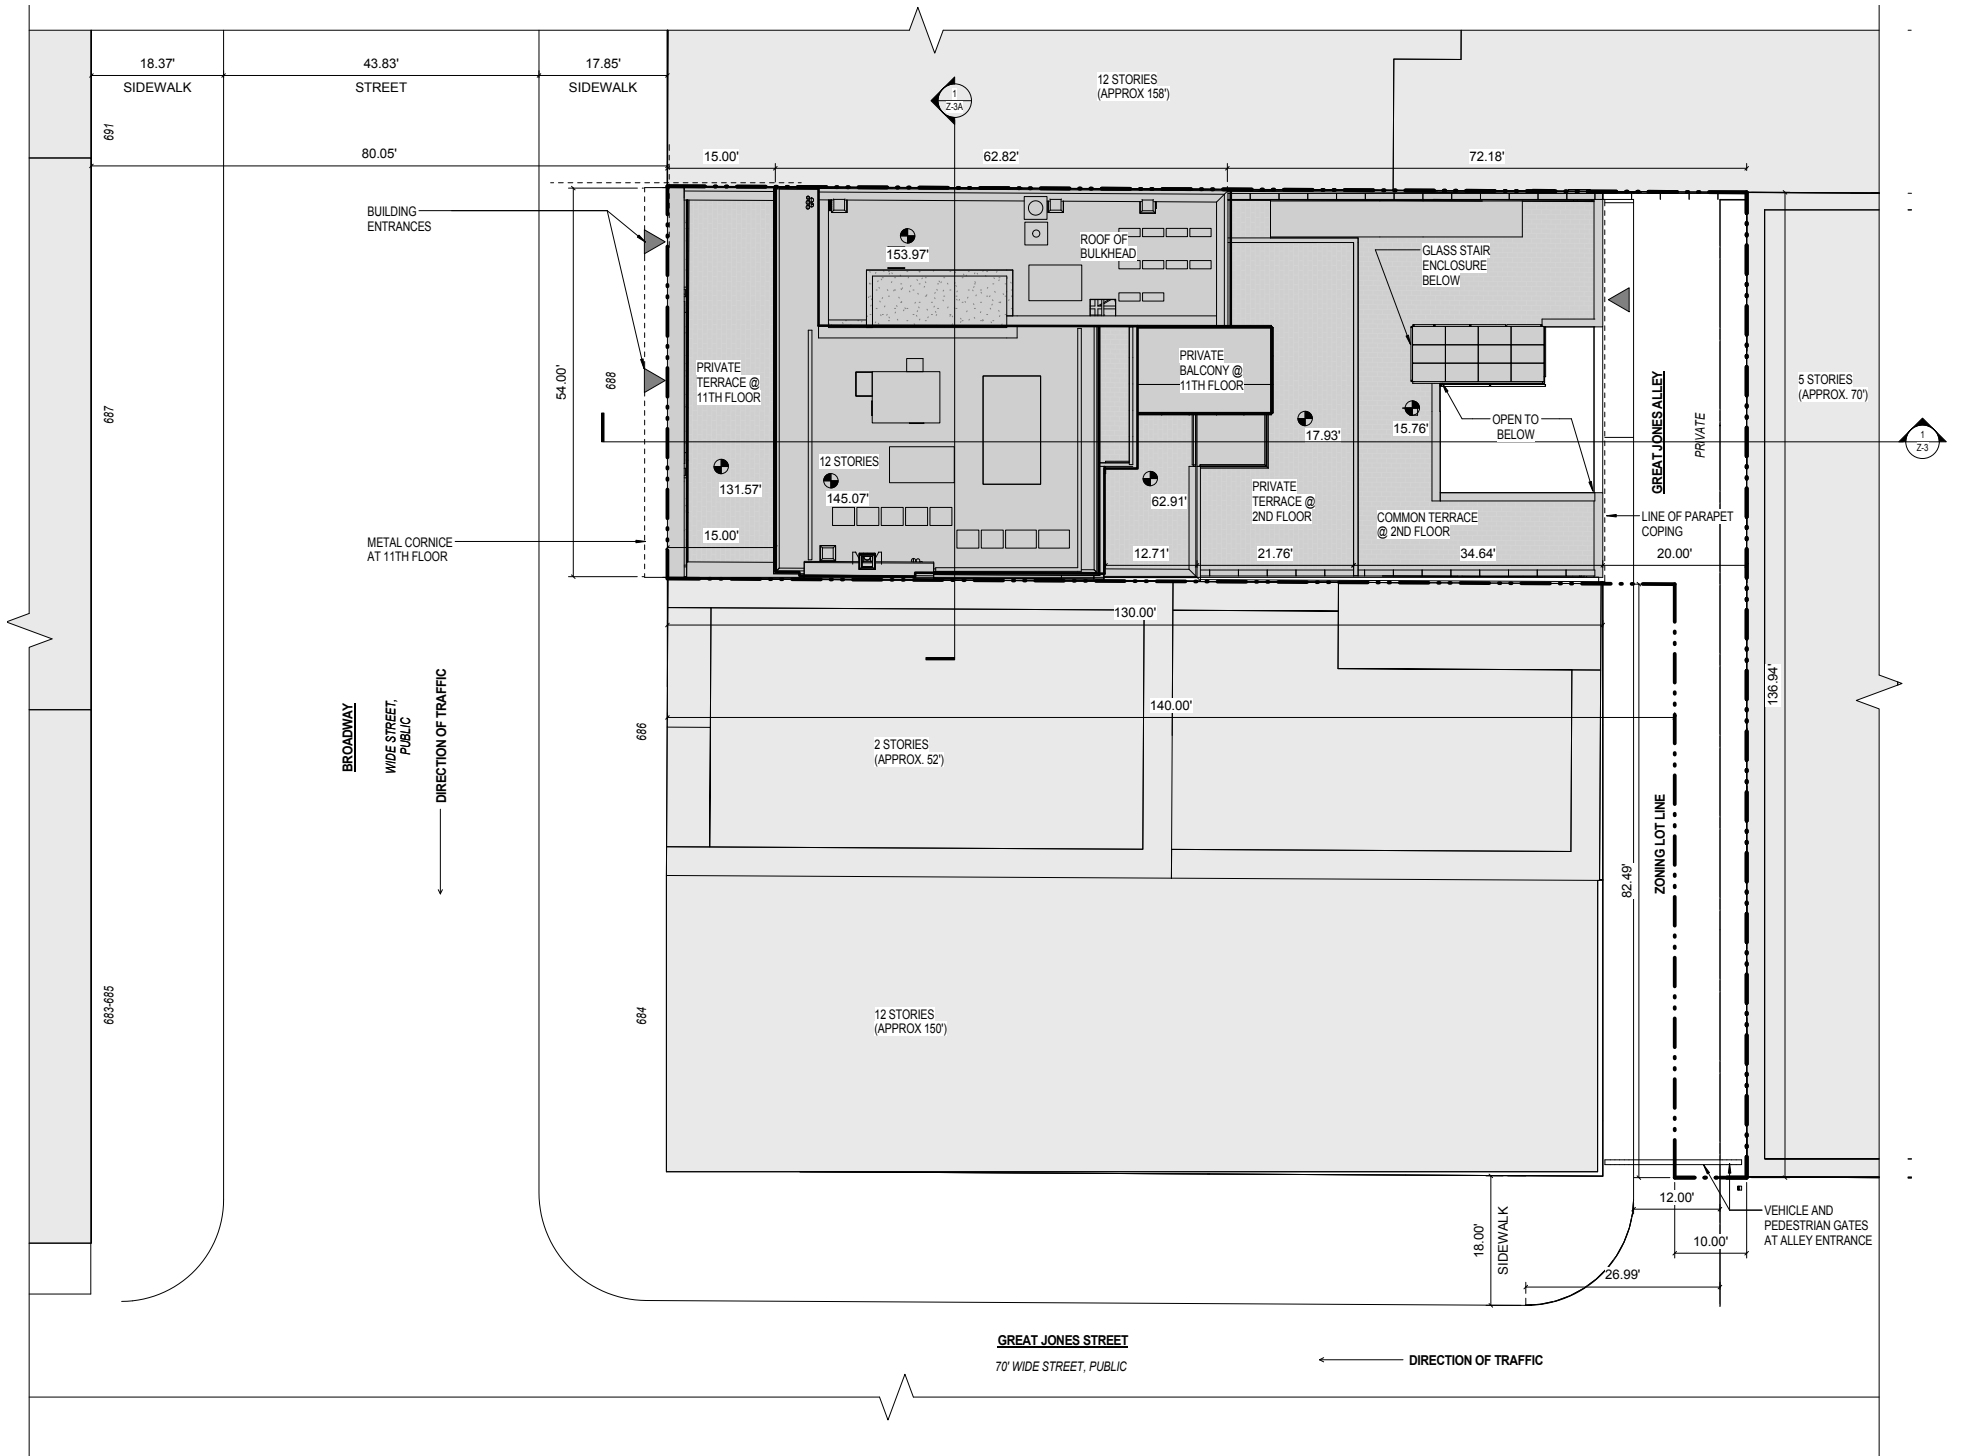 18.37'
43.83'
17.85'
SIDEWALK
STREET
SIDEWALK
12 STORIES
(APPROX 158')
1
Z-3A
691
80.05'
15.00'
62.82'
72.18'
BUILDING
ENTRANCES
153.97'
ROOF OF
BULKHEAD
GLASS STAIR
ENCLOSURE
BELOW
54.00'
688
PRIVATE
TERRACE @
11TH FLOOR
PRIVATE
BALCONY @
11TH FLOOR
5 STORIES
(APPROX. 70')
687
17.93'
15.76'
OPEN TO
BELOW
GREAT JONES ALLEY
PRIVATE
1
Z-3
12 STORIES
131.57'
145.07'
62.91'
PRIVATE
TERRACE @
2ND FLOOR
COMMON TERRACE
@ 2ND FLOOR
LINE OF PARAPET
COPING
METAL CORNICE
AT 11TH FLOOR
15.00'
12.71'
21.76'
34.64'
20.00'
130.00'
136.94'
140.00'
BROADWAY
WIDE STREET,
PUBLIC
DIRECTION OF TRAFFIC
686
2 STORIES
(APPROX. 52')
82.49'
ZONING LOT LINE
683-685
684
12 STORIES
(APPROX 150')
12.00'
VEHICLE AND
PEDESTRIAN GATES
AT ALLEY ENTRANCE
18.00'
SIDEWALK
10.00'
26.99'
GREAT JONES STREET
70' WIDE STREET, PUBLIC
DIRECTION OF TRAFFIC